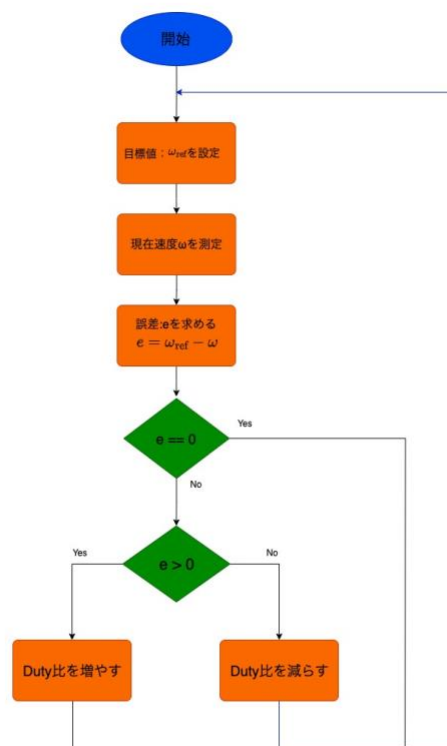 開始
目標値：ω_refを設定
現在速度ωを測定
誤差:eを求める
e = ω_ref − ω
e == 0
Yes
No
e > 0
Yes
No
Duty比を増やす
Duty比を減らす